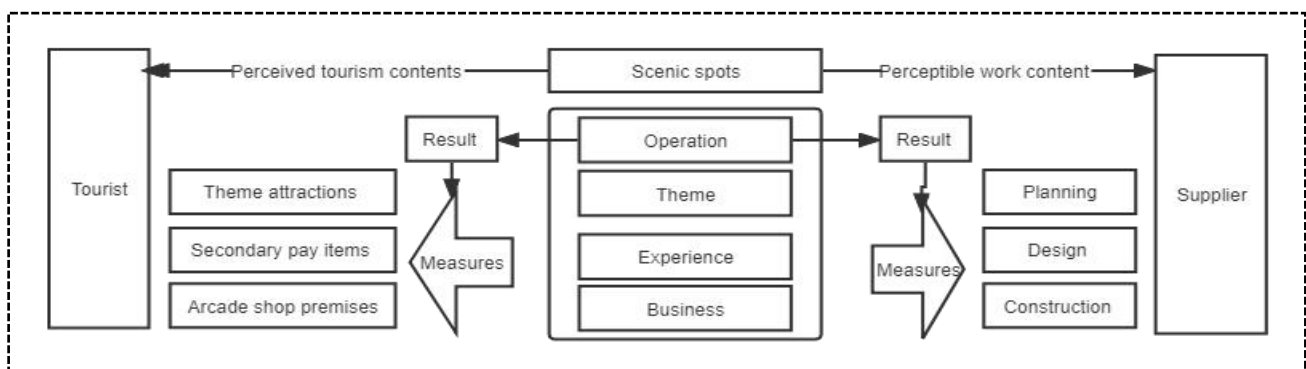 Perceived tourism contents
Scenic spots
Perceptible work content
Result
Operation
Result
Tourist
Theme attractions
Theme
Planning
Supplier
Secondary pay items
Measures
Experience
Measures
Design
Arcade shop premises
Business
Construction